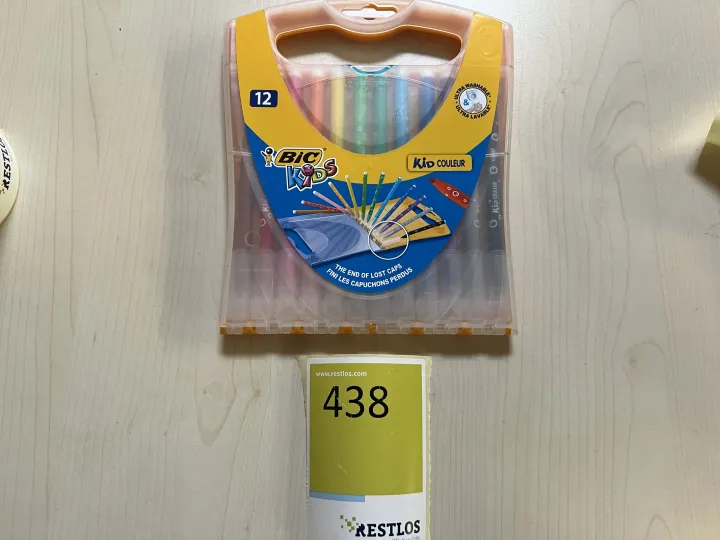 12
ULTRA WASHABLE
&
ULTRA LAVABLE
BIC
KIDS
Kid COULEUR
THE END OF LOST CAPS
FINI LES CAPUCHONS PERDUS
RESTLOS
www.restlos.com
438
RESTLOS